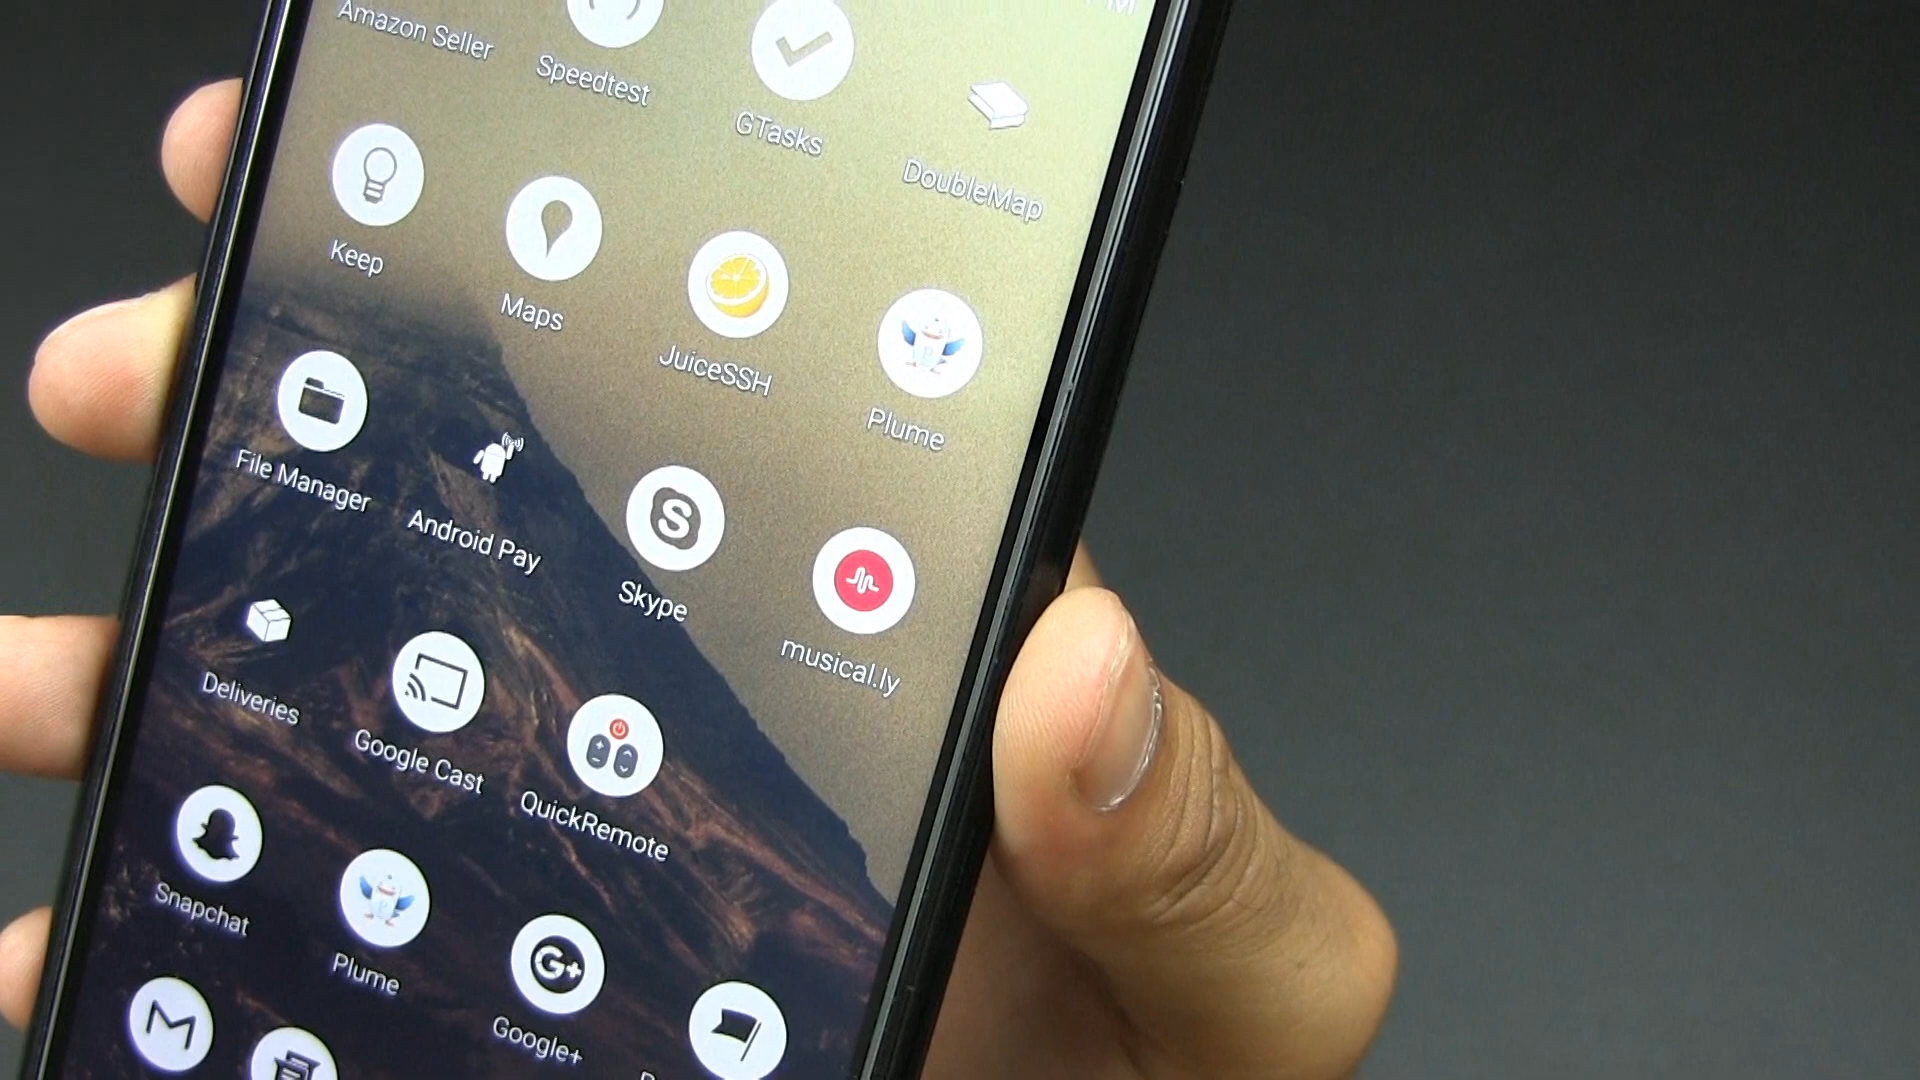 Amazon Seller
Speedtest
GTasks
DoubleMap
Keep
Maps
JuiceSSH
Plume
File Manager
Android Pay
Skype
musical.ly
Deliveries
Google Cast
QuickRemote
Snapchat
Plume
Google+